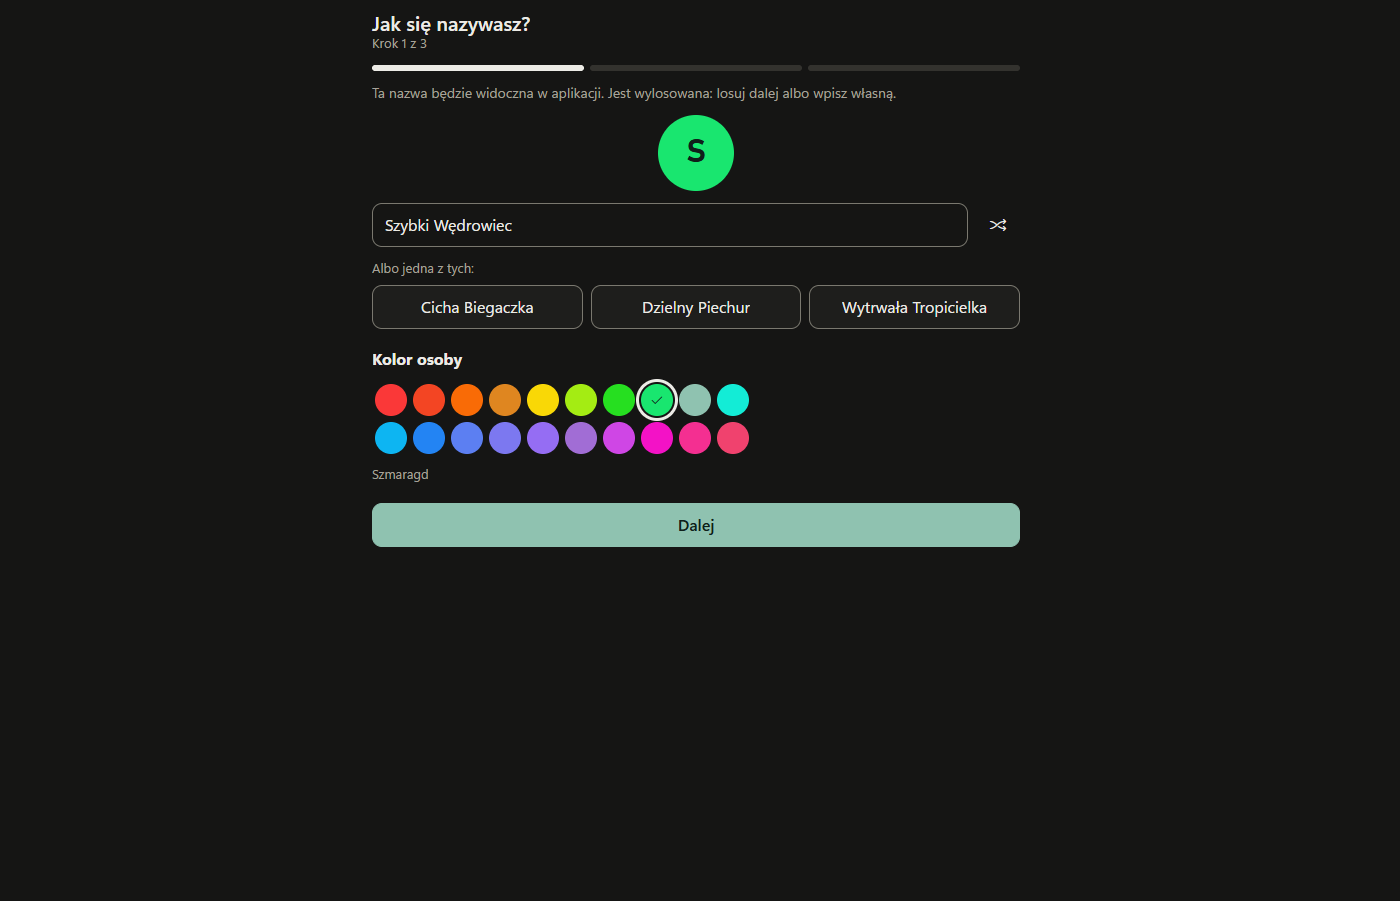 Jak się nazywasz?
Krok 1 z 3
Ta nazwa będzie widoczna w aplikacji. Jest wylosowana: losuj dalej albo wpisz własną.
S
Szybki Wędrowiec
Albo jedna z tych:
Cicha Biegaczka Dzielny Piechur Wytrwała Tropicielka
Kolor osoby
Szmaragd
Dalej